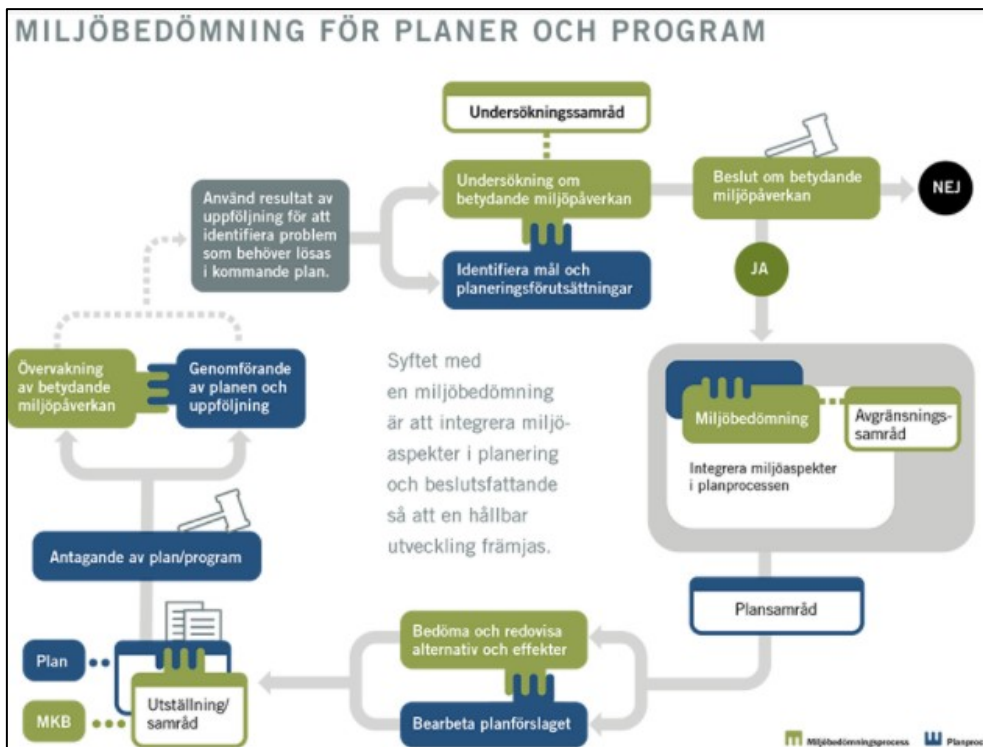 MILJÖBEDÖMNING FÖR PLANER OCH PROGRAM
Undersökningssamråd
Undersökning om
betydande miljöpåverkan
Beslut om betydande
miljöpåverkan
NEJ
Använd resultat av
uppföljning för att
identifiera problem
som behöver lösas
i kommande plan.
Identifiera mål och
planeringsförutsättningar
JA
Övervakning
av betydande
miljöpåverkan
Genomförande
av planen och
uppföljning
Syftet med
en miljöbedömning
är att integrera miljö-
aspekter i planering
och beslutsfattande
så att en hållbar
utveckling främjas.
Miljöbedömning
Avgränsnings-
samråd
Integrera miljöaspekter
i planprocessen
Antagande av plan/program
Plansamråd
Bedöma och redovisa
alternativ och effekter
Plan
MKB
Utställning/
samråd
Bearbeta planförslaget
Miljöbedömningsprocess
Planproc